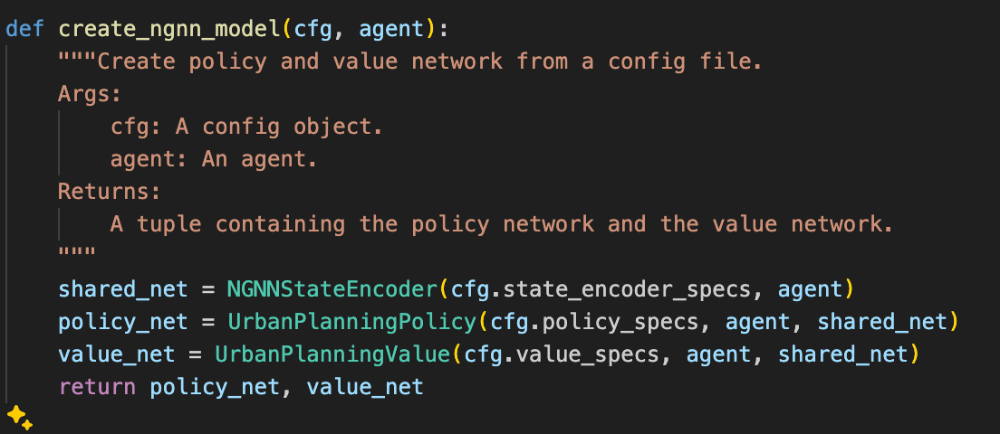 def create_ngnn_model(cfg, agent):
    """Create policy and value network from a config file.
    Args:
        cfg: A config object.
        agent: An agent.
    Returns:
        A tuple containing the policy network and the value network.
    """
    shared_net = NGNNStateEncoder(cfg.state_encoder_specs, agent)
    policy_net = UrbanPlanningPolicy(cfg.policy_specs, agent, shared_net)
    value_net = UrbanPlanningValue(cfg.value_specs, agent, shared_net)
    return policy_net, value_net